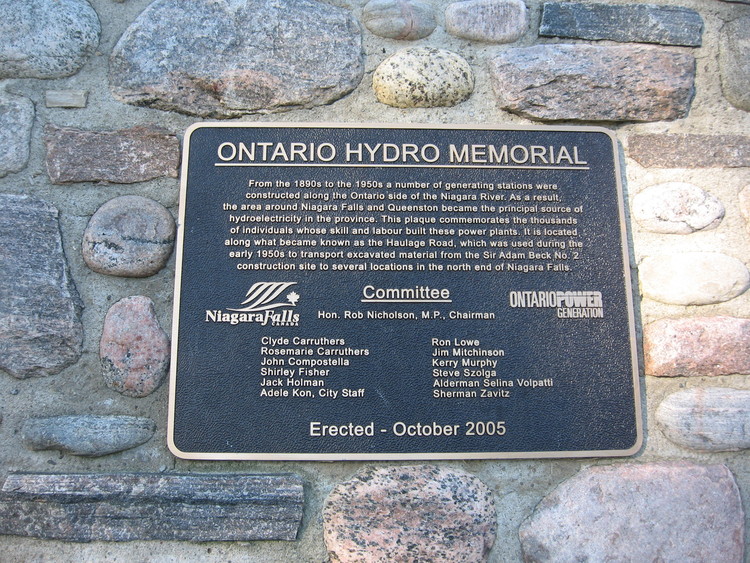 ONTARIO HYDRO MEMORIAL
From the 1890s to the 1950s a number of generating stations were
constructed along the Ontario side of the Niagara River. As a result,
the area around Niagara Falls and Queenston became the principal source of
hydroelectricity in the province. This plaque commemorates the thousands
of individuals whose skill and labour built these power plants. It is located
along what became known as the Haulage Road, which was used during the
early 1950s to transport excavated material from the Sir Adam Beck No. 2
construction site to several locations in the north end of Niagara Falls.
NiagaraFalls
CANADA
Committee
Hon. Rob Nicholson, M.P., Chairman
ONTARIOPOWER
GENERATION
Clyde Carruthers
Rosemarie Carruthers
John Compostella
Shirley Fisher
Jack Holman
Adele Kon, City Staff
Ron Lowe
Jim Mitchinson
Kerry Murphy
Steve Szolga
Alderman Selina Volpatti
Sherman Zavitz
Erected - October 2005